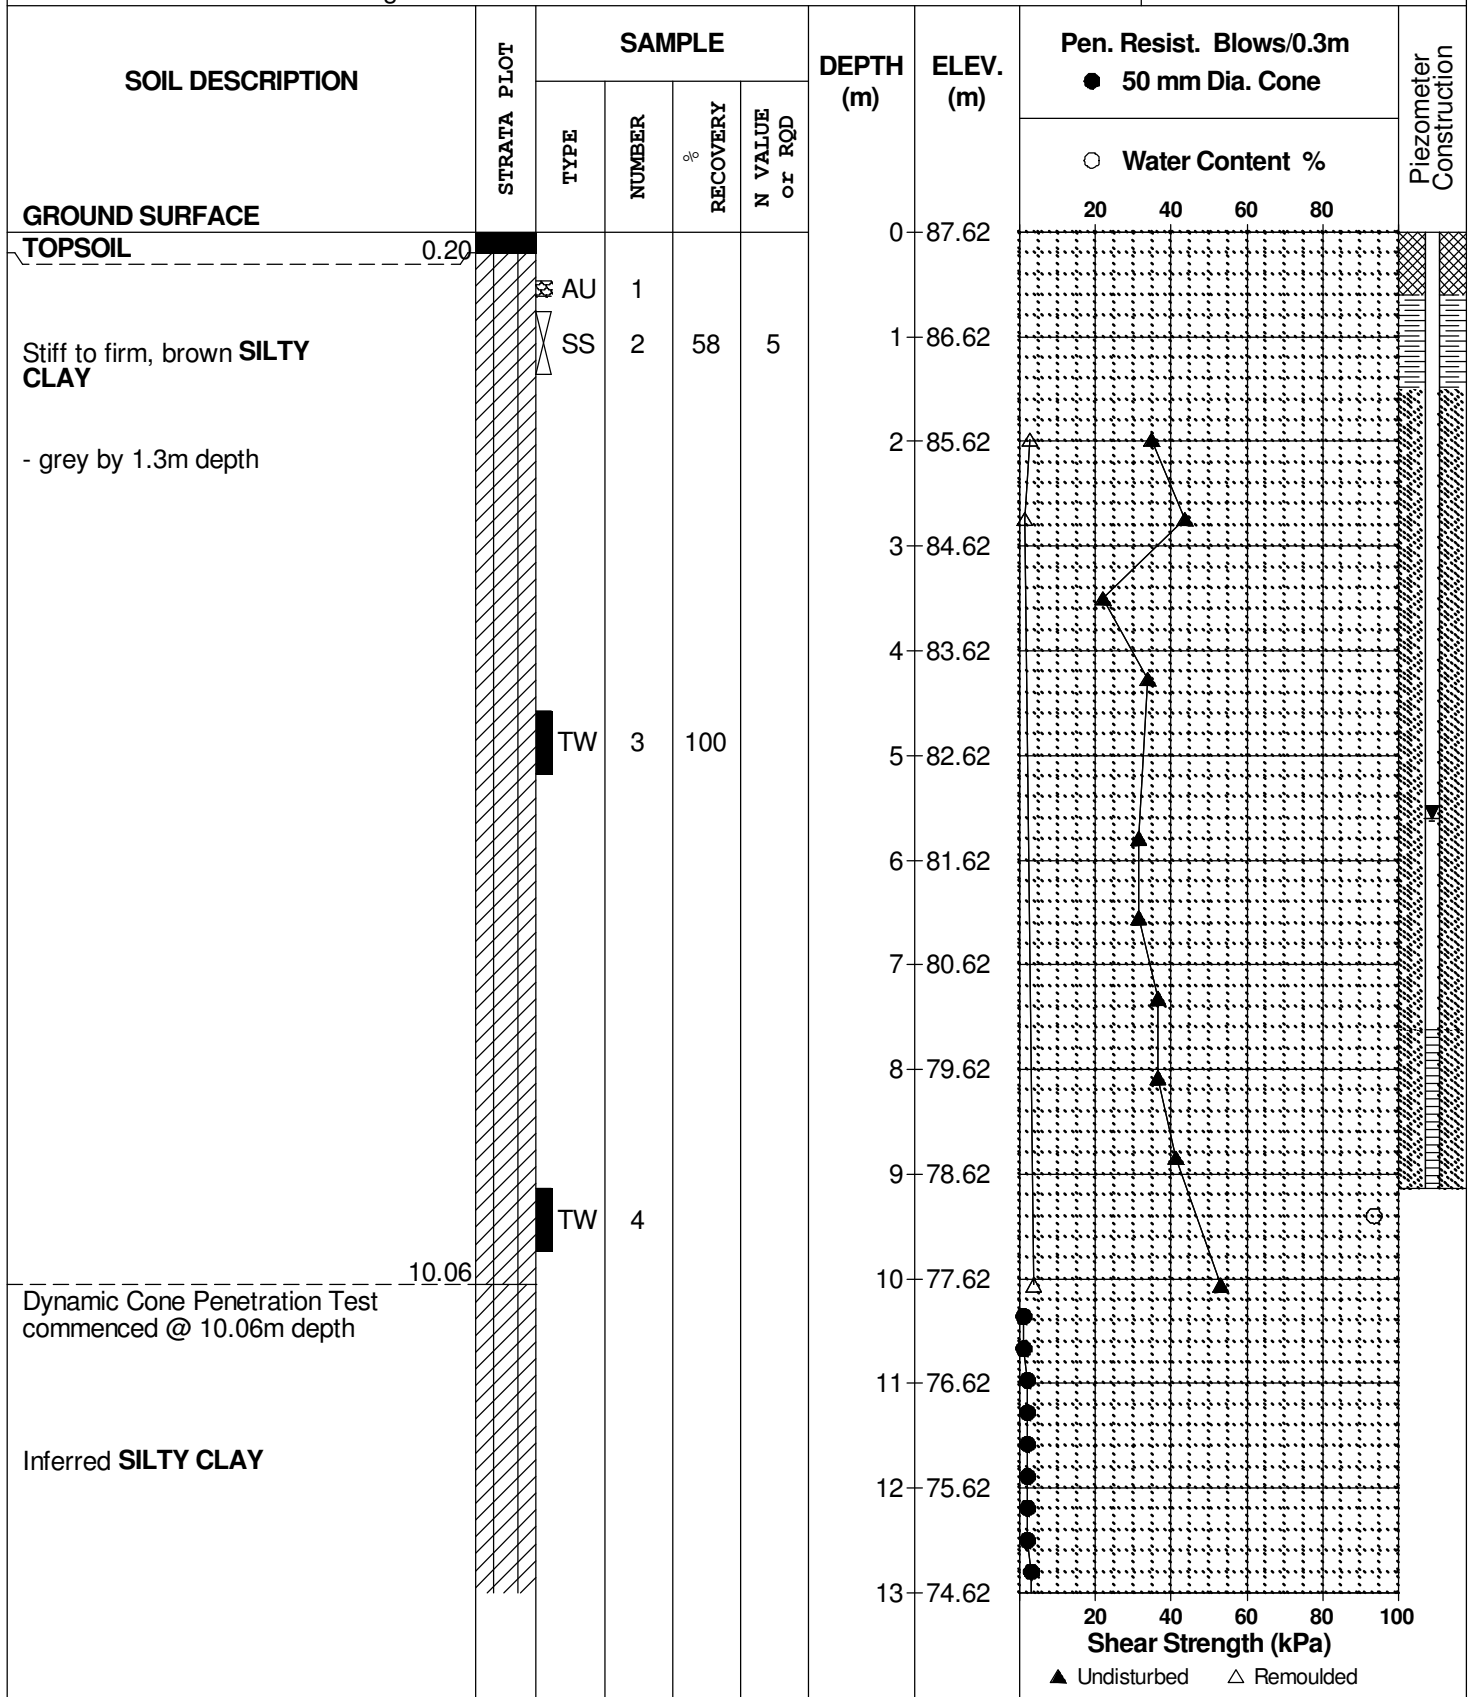 SOIL DESCRIPTION
STRATA PLOT
SAMPLE
TYPE
NUMBER
%
RECOVERY
N VALUE
or RQD
DEPTH
(m)
ELEV.
(m)
Pen. Resist. Blows/0.3m
● 50 mm Dia. Cone
○ Water Content %
20 40 60 80
Piezometer
Construction
GROUND SURFACE
0 87.62
TOPSOIL 0.20
AU 1
Stiff to firm, brown SILTY
CLAY
SS 2 58 5
1 86.62
- grey by 1.3m depth
2 85.62
3 84.62
4 83.62
TW 3 100
5 82.62
6 81.62
7 80.62
8 79.62
9 78.62
TW 4
10.06
10 77.62
Dynamic Cone Penetration Test
commenced @ 10.06m depth
11 76.62
Inferred SILTY CLAY
12 75.62
13 74.62
20 40 60 80 100
Shear Strength (kPa)
▲ Undisturbed △ Remoulded